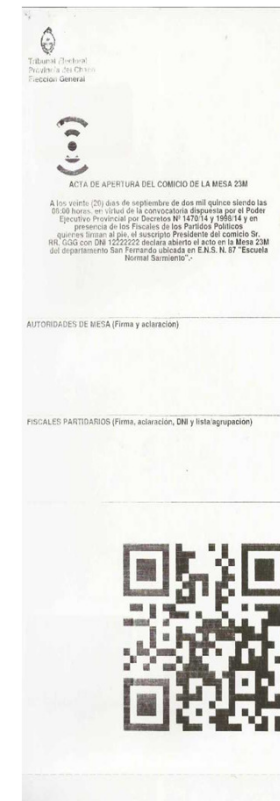 Tribunal Electoral
Provincia del Chaco
Elección General
ACTA DE APERTURA DEL COMICIO DE LA MESA 23M
A los veinte (20) días de septiembre de dos mil quince siendo las
08:00 horas, en virtud de la convocatoria dispuesta por el Poder
Ejecutivo Provincial por Decretos Nº 1470/14 y 1998/14 y en
presencia de los Fiscales de los Partidos Políticos
quienes firman al pie, el suscripto Presidente del comicio Sr.
RR, GGG con DNI 12222222 declara abierto el acto en la Mesa 23M
del departamento San Fernando ubicada en E.N.S. N. 87 "Escuela
Normal Sarmiento".-
AUTORIDADES DE MESA (Firma y aclaración)
FISCALES PARTIDARIOS (Firma, aclaración, DNI y lista/agrupación)